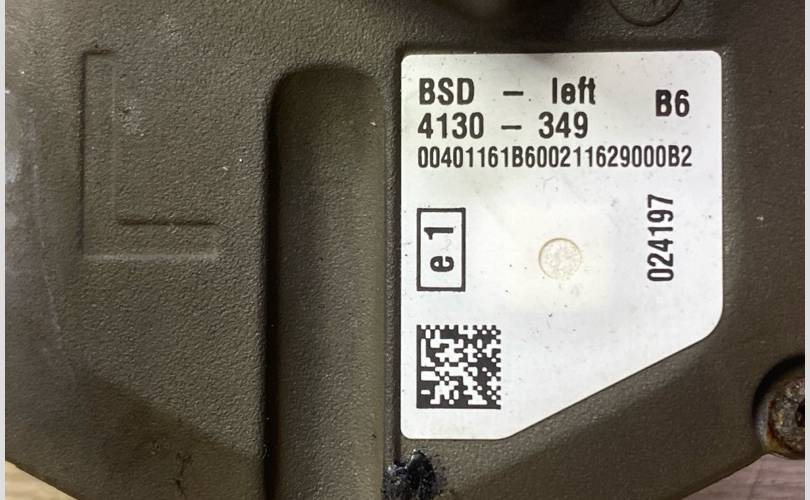 L
BSD - left
B6
4130 - 349
00401161B600211629000B2
e1
024197